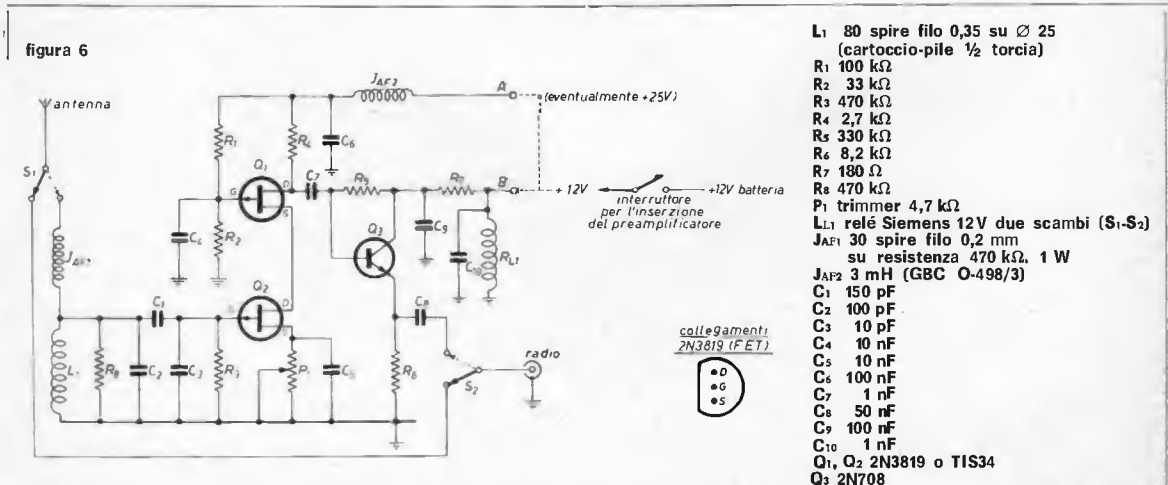 figura 6
antenna
S1
JAF1
L1
R8
C2
C1
C3
R3
C4
R1
R2
G
Q1
D
S
Q2
D
P1
C5
R4
C6
JAF2
A
(eventualmente +25V)
C7
R5
Q3
C9
R7
B
+ 12V
interruttore
per l'inserzione
del preamplificatore
+12V batteria
C10
RL1
C8
R6
S2
radio
collegamenti
2N3819 (FET)
D
G
S
L1 80 spire filo 0,35 su Ø 25
(cartoccio-pile ½ torcia)
R1 100 kΩ
R2 33 kΩ
R3 470 kΩ
R4 2,7 kΩ
R5 330 kΩ
R6 8,2 kΩ
R7 180 Ω
R8 470 kΩ
P1 trimmer 4,7 kΩ
LL1 relé Siemens 12V due scambi (S1-S2)
JAF1 30 spire filo 0,2 mm
su resistenza 470 kΩ, 1 W
JAF2 3 mH (GBC O-498/3)
C1 150 pF
C2 100 pF
C3 10 pF
C4 10 nF
C5 10 nF
C6 100 nF
C7 1 nF
C8 50 nF
C9 100 nF
C10 1 nF
Q1, Q2 2N3819 o TIS34
Q3 2N708